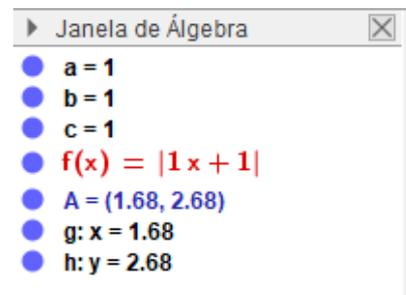 Janela de Álgebra
a = 1
b = 1
c = 1
f(x) = |1 x + 1|
A = (1.68, 2.68)
g: x = 1.68
h: y = 2.68